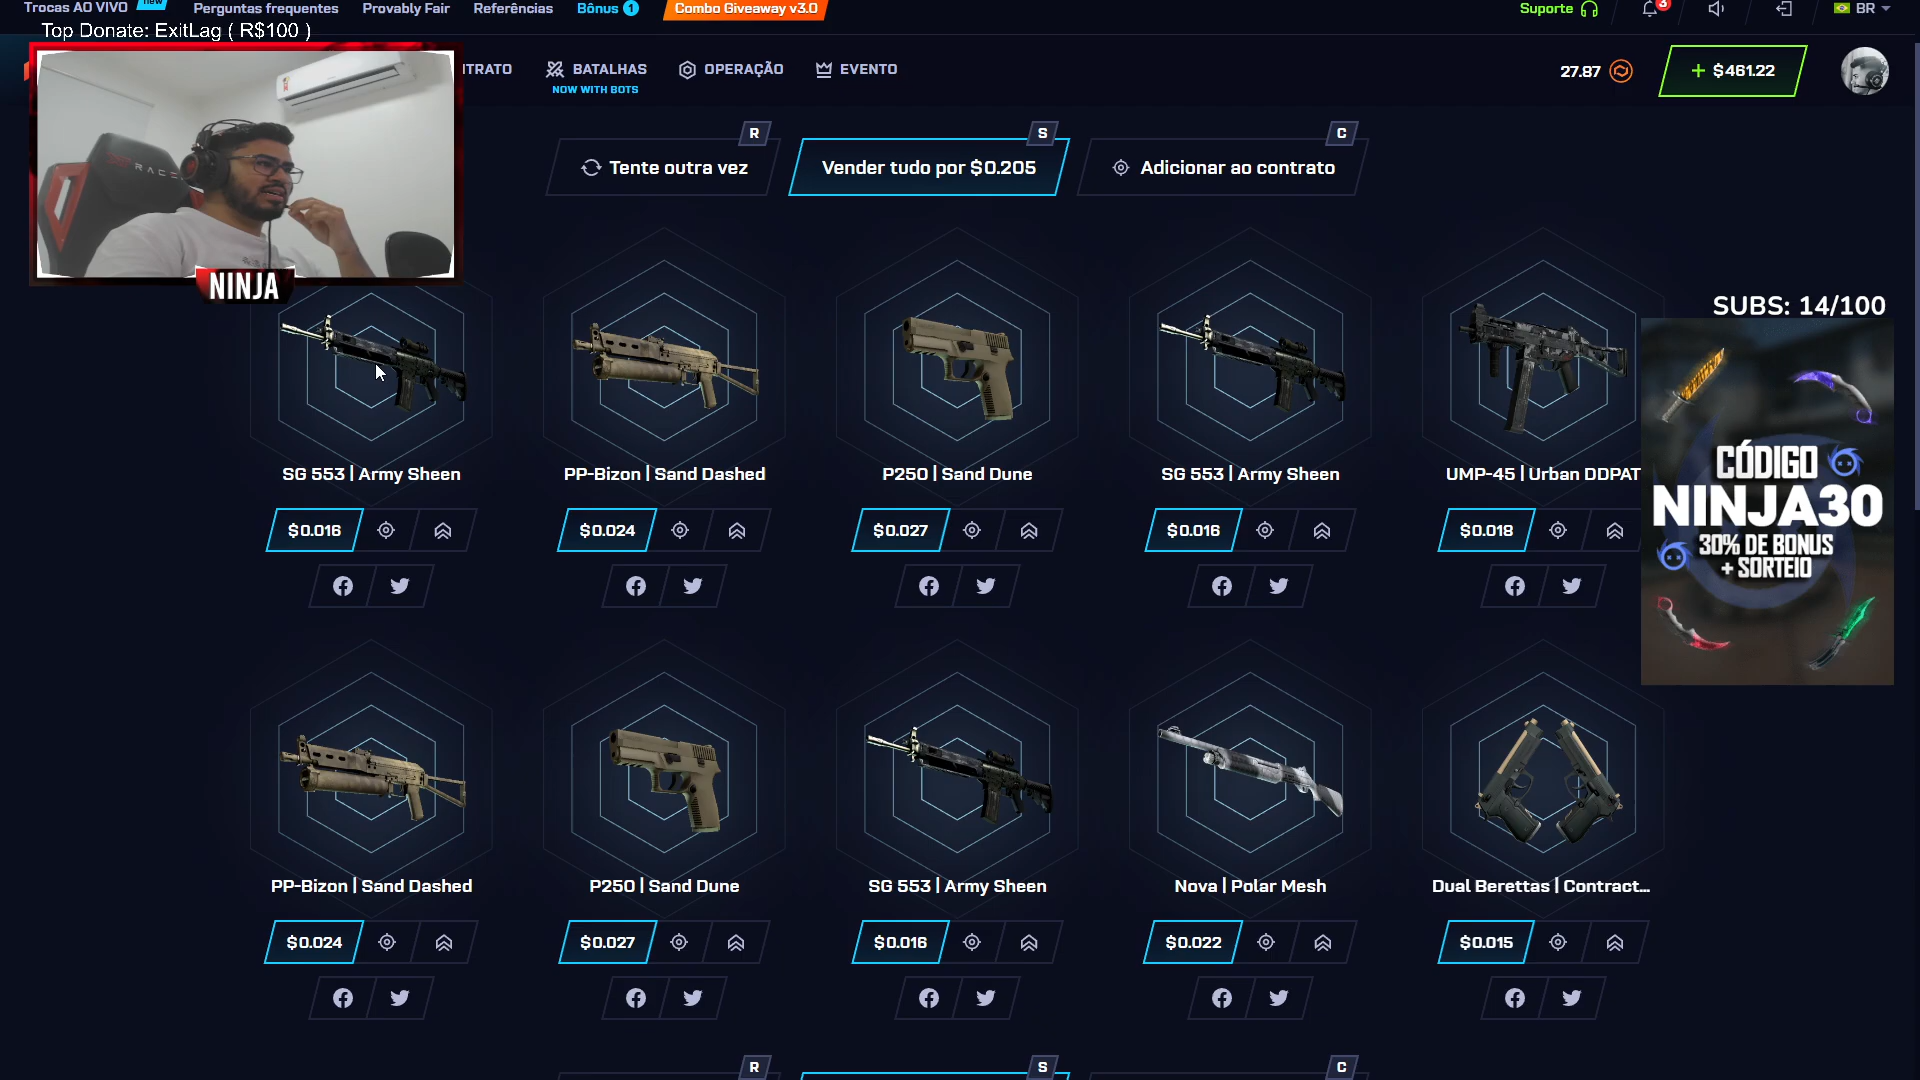 Trocas AO VIVO new Perguntas frequentes Provably Fair Referências Bônus 1 Combo Giveaway v3.0 Suporte 3 BR
Top Donate: ExitLag ( R$100 )
TRATO BATALHAS OPERAÇÃO EVENTO 27.87 + $461.22
NOW WITH BOTS
R S C
Tente outra vez Vender tudo por $0.205 Adicionar ao contrato
RACE
NINJA
SUBS: 14/100
CÓDIGO
NINJA30
30% DE BONUS
+ SORTEIO
SG 553 | Army Sheen PP-Bizon | Sand Dashed P250 | Sand Dune SG 553 | Army Sheen UMP-45 | Urban DDPAT
$0.016 $0.024 $0.027 $0.016 $0.018
PP-Bizon | Sand Dashed P250 | Sand Dune SG 553 | Army Sheen Nova | Polar Mesh Dual Berettas | Contract...
$0.024 $0.027 $0.016 $0.022 $0.015
R S C